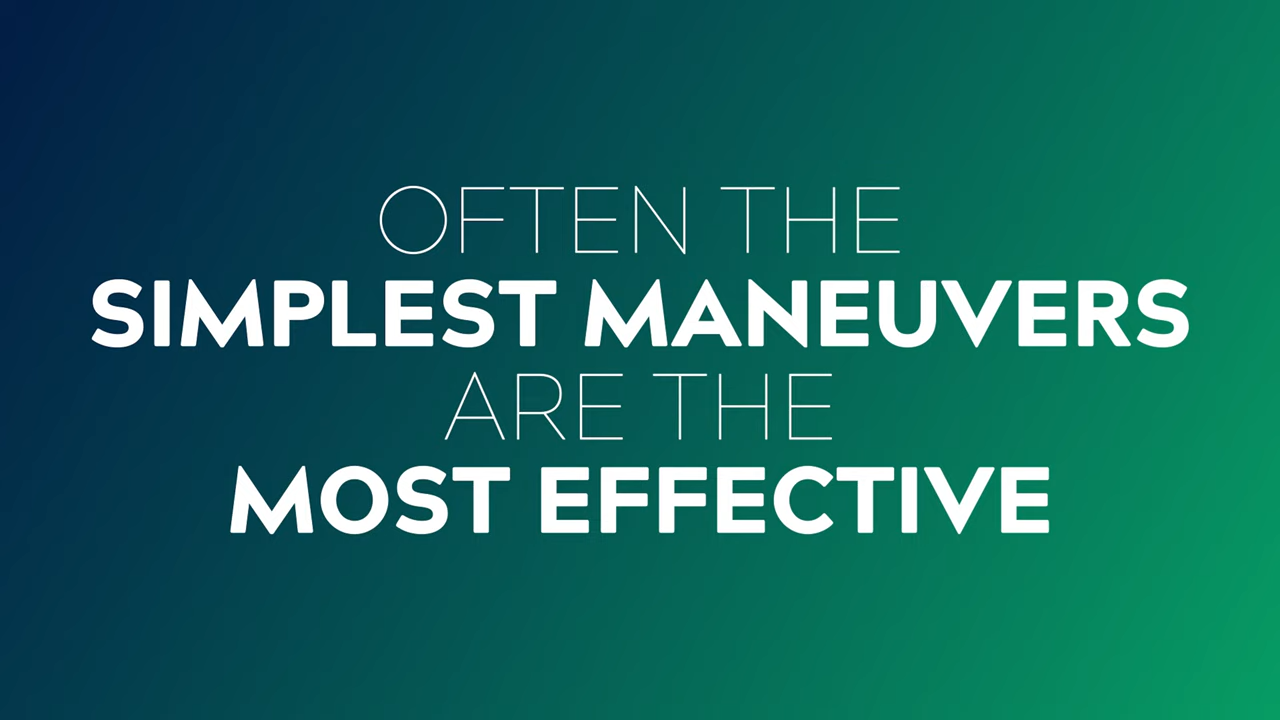 OFTEN THE
SIMPLEST MANEUVERS
ARE THE
MOST EFFECTIVE